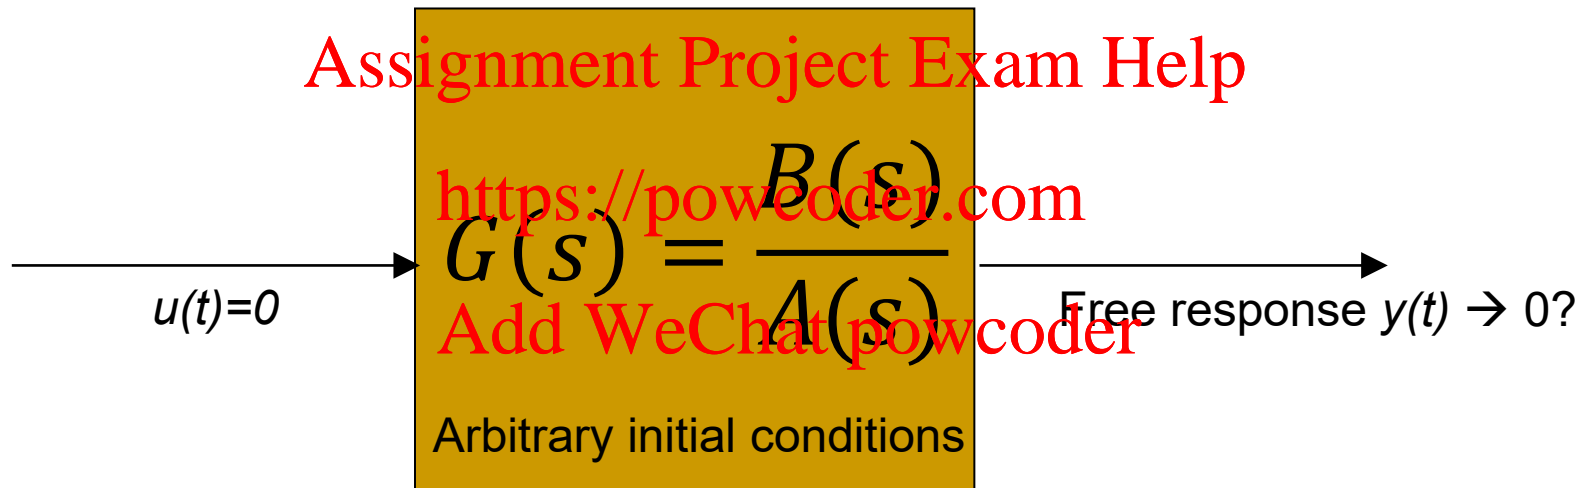 Assignment Project Exam Help
https://powcoder.com
G(s) = B(s) / A(s)
u(t)=0
Add WeChat powcoder
Free response y(t) → 0?
Arbitrary initial conditions